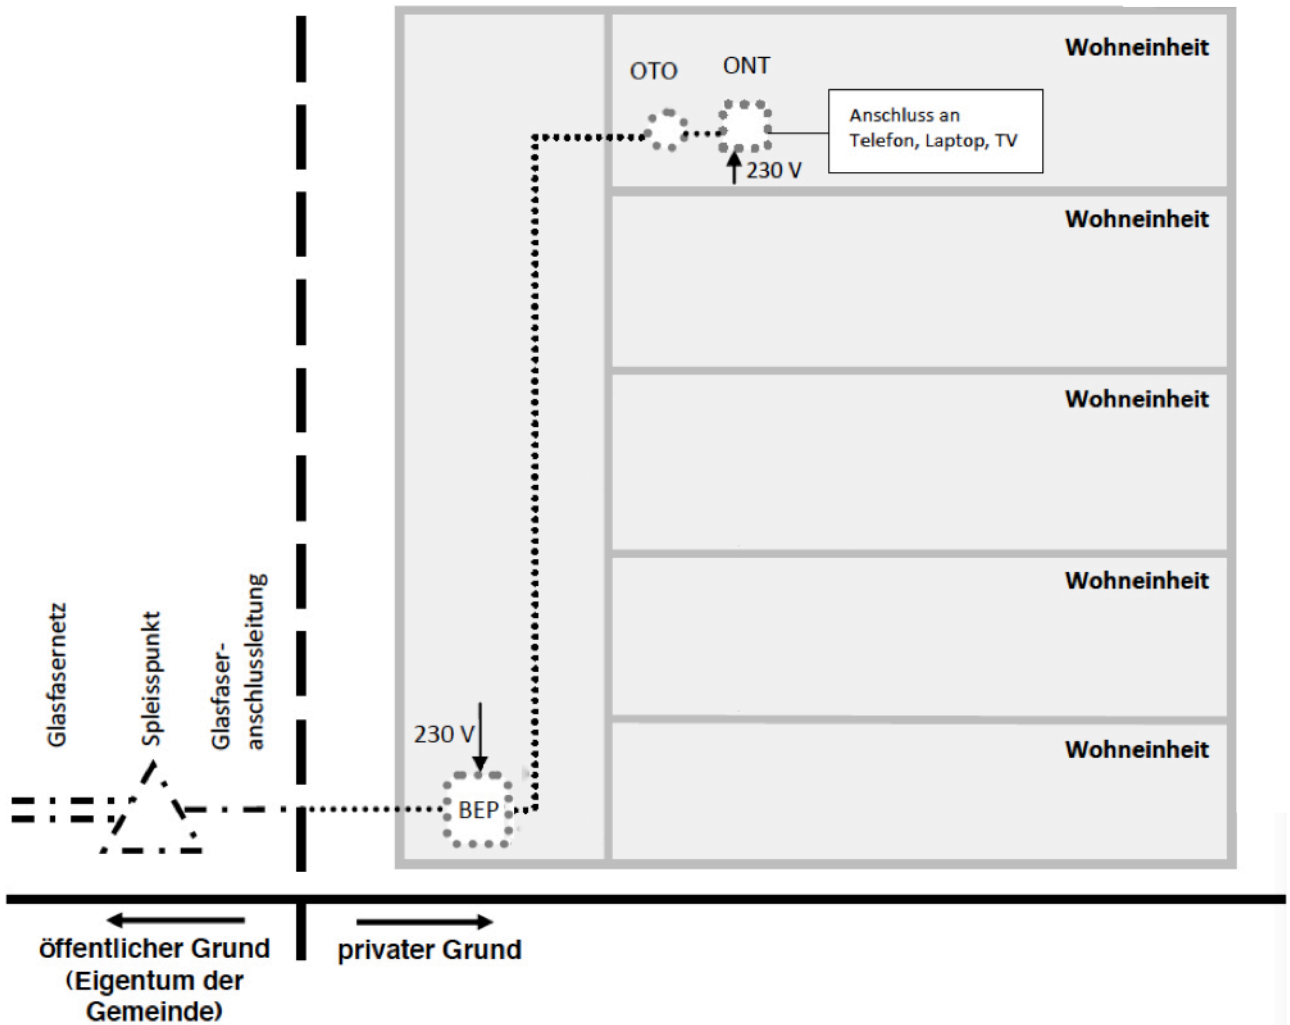 Wohneinheit
OTO
ONT
Anschluss an
Telefon, Laptop, TV
230 V
Wohneinheit
Wohneinheit
Wohneinheit
Wohneinheit
Glasfasernetz
Spleisspunkt
Glasfaser-
anschlussleitung
230 V
BEP
öffentlicher Grund
(Eigentum der
Gemeinde)
privater Grund